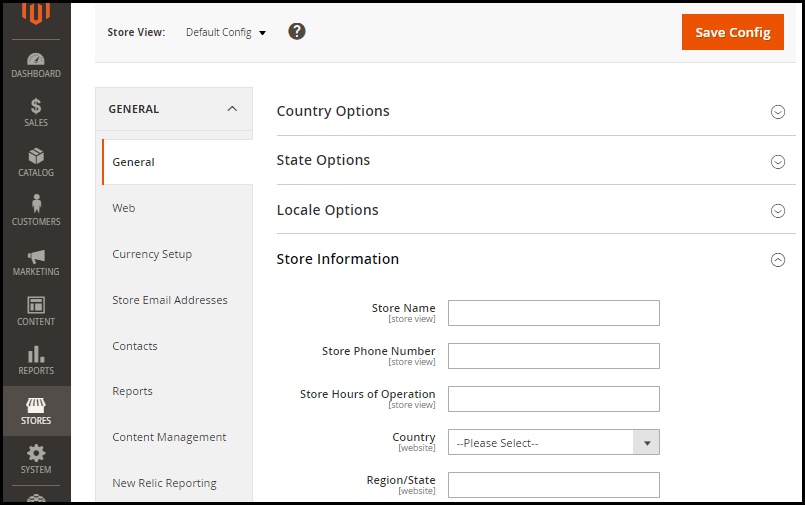 Store View: Default Config ?
Save Config
DASHBOARD
$
SALES
CATALOG
CUSTOMERS
MARKETING
CONTENT
REPORTS
STORES
SYSTEM
GENERAL
General
Web
Currency Setup
Store Email Addresses
Contacts
Reports
Content Management
New Relic Reporting
Country Options
State Options
Locale Options
Store Information
Store Name
[store view]
Store Phone Number
[store view]
Store Hours of Operation
[store view]
Country
[website]
--Please Select--
Region/State
[website]